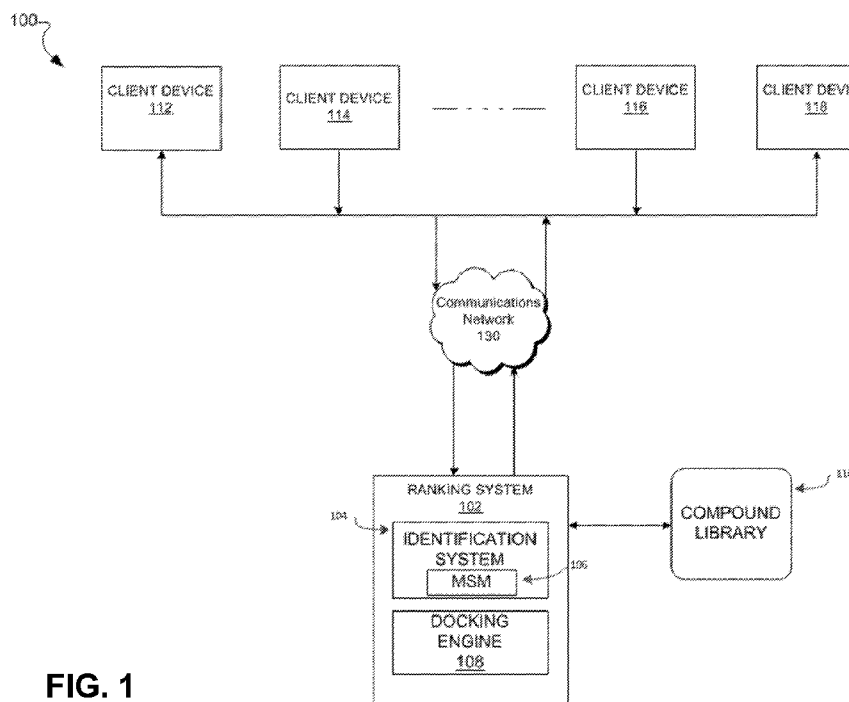 100
CLIENT DEVICE
112
CLIENT DEVICE
114
CLIENT DEVICE
116
CLIENT DEVI
118
Communications
Network
130
RANKING SYSTEM
102
104
IDENTIFICATION
SYSTEM
MSM
106
DOCKING
ENGINE
108
COMPOUND
LIBRARY
FIG. 1